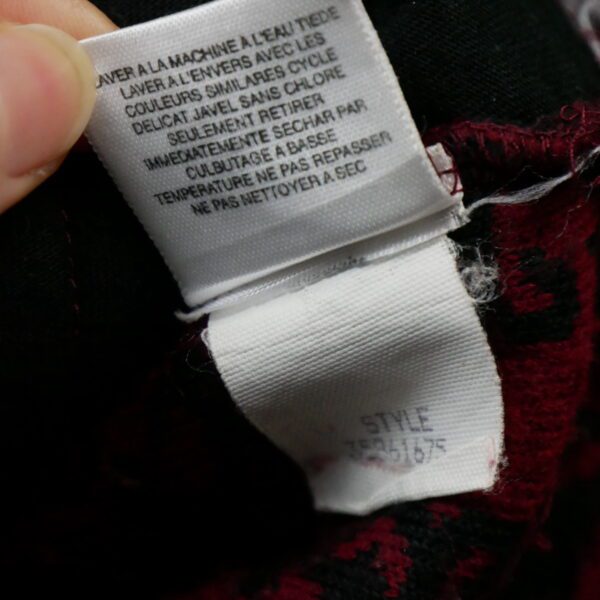 LAVER A LA MACHINE A L'EAU TIEDE
LAVER A L'ENVERS AVEC LES
COULEURS SIMILARES CYCLE
DELICAT JAVEL SANS CHLORE
SEULEMENT RETIRER
IMMEDIATEMENTE SECHAR PAR
CULBUTAGE A BASSE
TEMPERATURE NE PAS REPASSER
NE PAS NETTOYER A SEC
STYLE